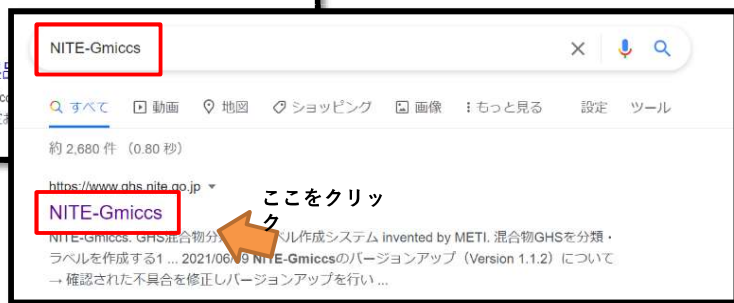 NITE-Gmiccs
すべて 動画 地図 ショッピング 画像 もっと見る 設定 ツール
約 2,680 件 (0.80 秒)
https://www.ghs.nite.go.jp
NITE-Gmiccs
ここをクリッ
ク
NITE-Gmiccs. GHS混合物分 ベル作成システム invented by METI. 混合物GHSを分類・
ラベルを作成する1 ... 2021/06/09 NITE-Gmiccsのバージョンアップ（Version 1.1.2）について
→ 確認された不具合を修正しバージョンアップを行い ...